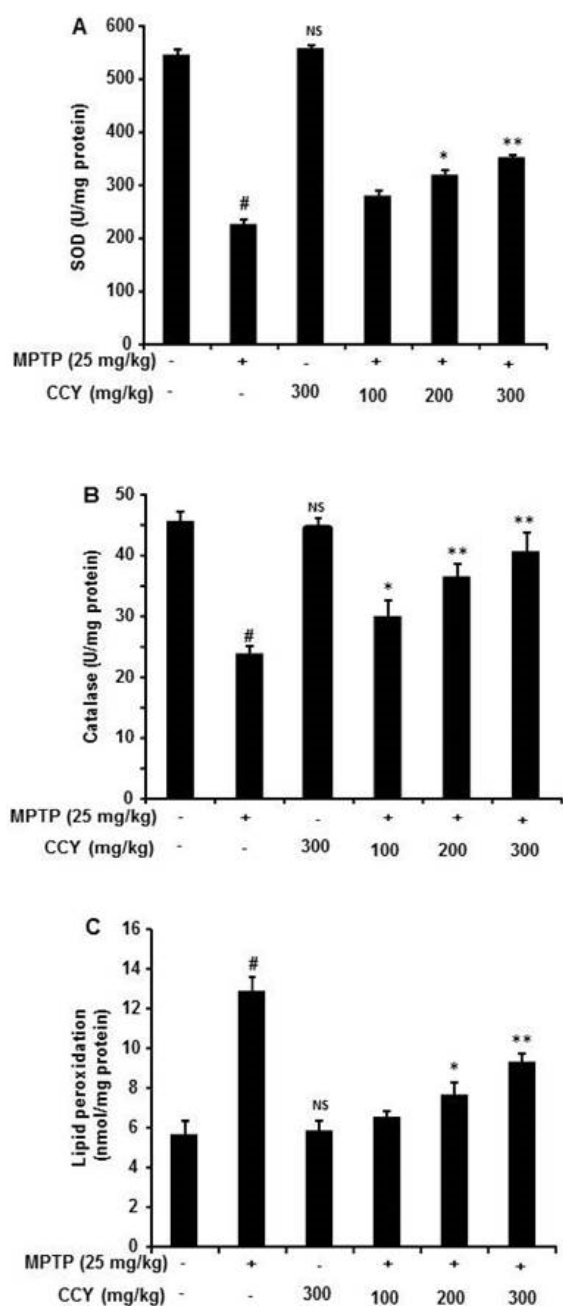 A
600
NS
500
400
**
*
300
#
200
100
0
SOD (U/mg protein)
MPTP (25 mg/kg) - + - + + +
CCY (mg/kg) - - 300 100 200 300
B
50
NS
**
40
**
*
30
#
20
10
0
Catalase (U/mg protein)
MPTP (25 mg/kg) - + - + + +
CCY (mg/kg) - - 300 100 200 300
C
16
14
#
12
10
**
*
8
NS
6
4
2
0
Lipid peroxidation
(nmol/mg protein)
MPTP (25 mg/kg) - + - + + +
CCY (mg/kg) - - 300 100 200 300